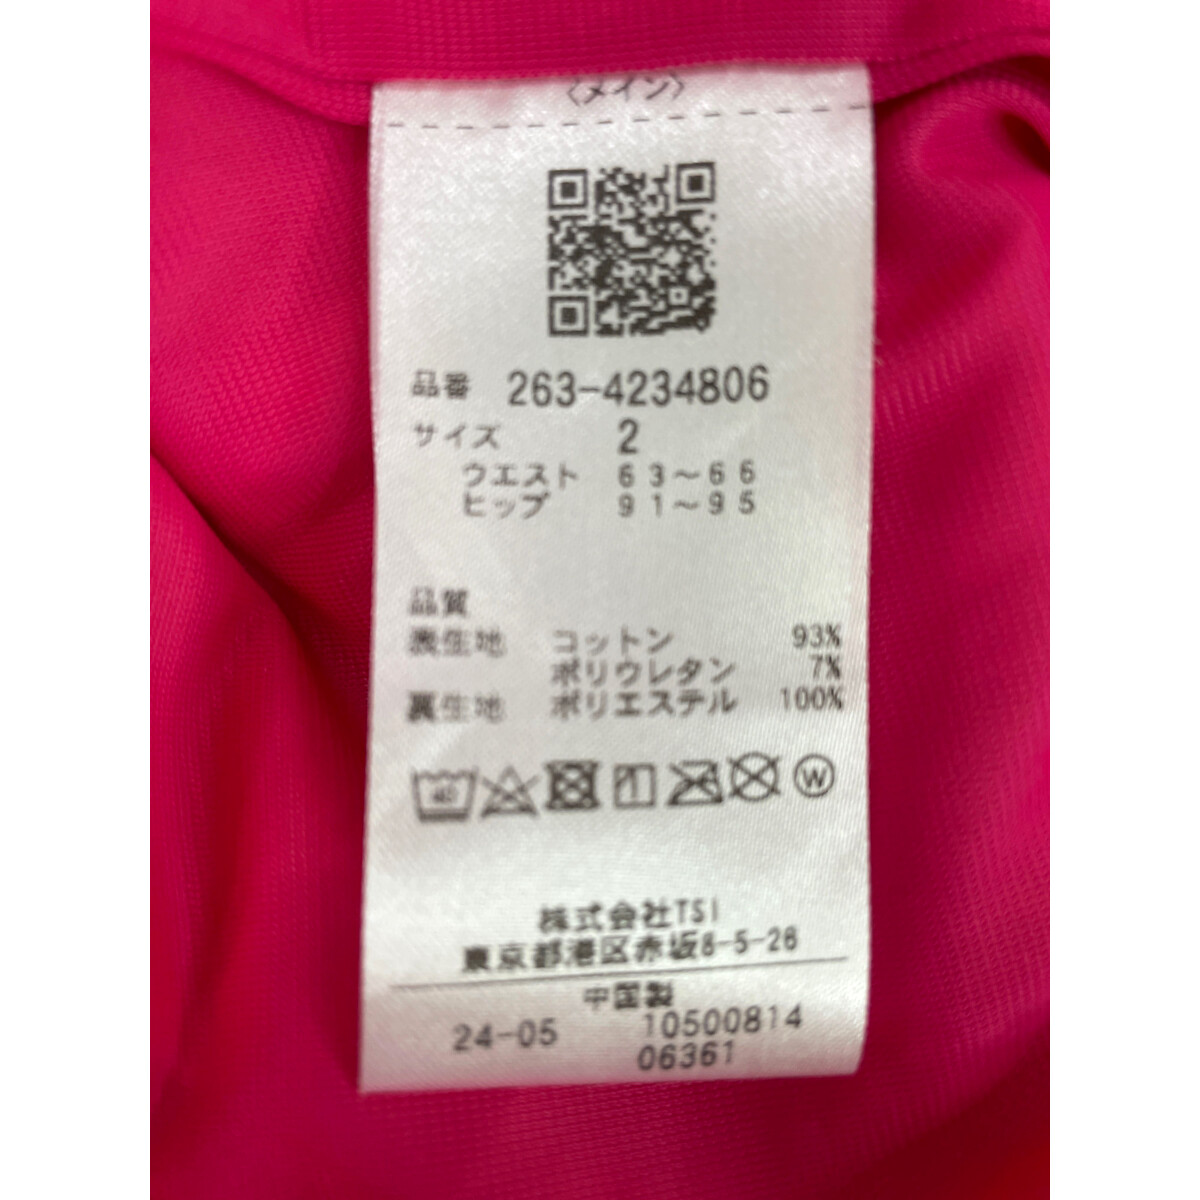 〈メイン〉
品番 263-4234806
サイズ 2
ウエスト 63～66
ヒップ 91～95
品質
表生地 コットン 93%
ポリウレタン 7%
裏生地 ポリエステル 100%
40
W
株式会社TSI
東京都港区赤坂8-5-26
中国製
24-05 10500814
06361